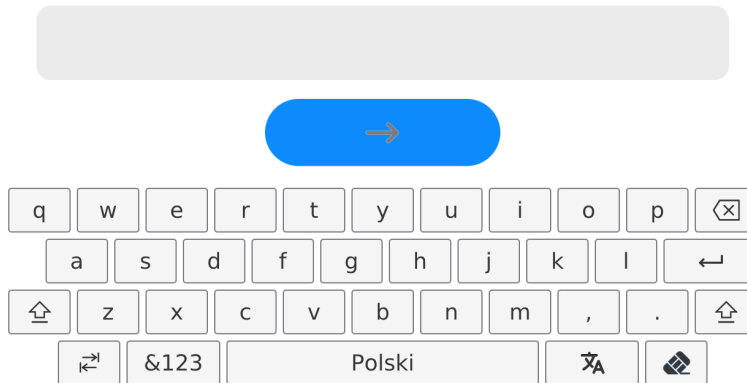 q w e r t y u i o p
a s d f g h j k l
z x c v b n m , .
&123 Polski